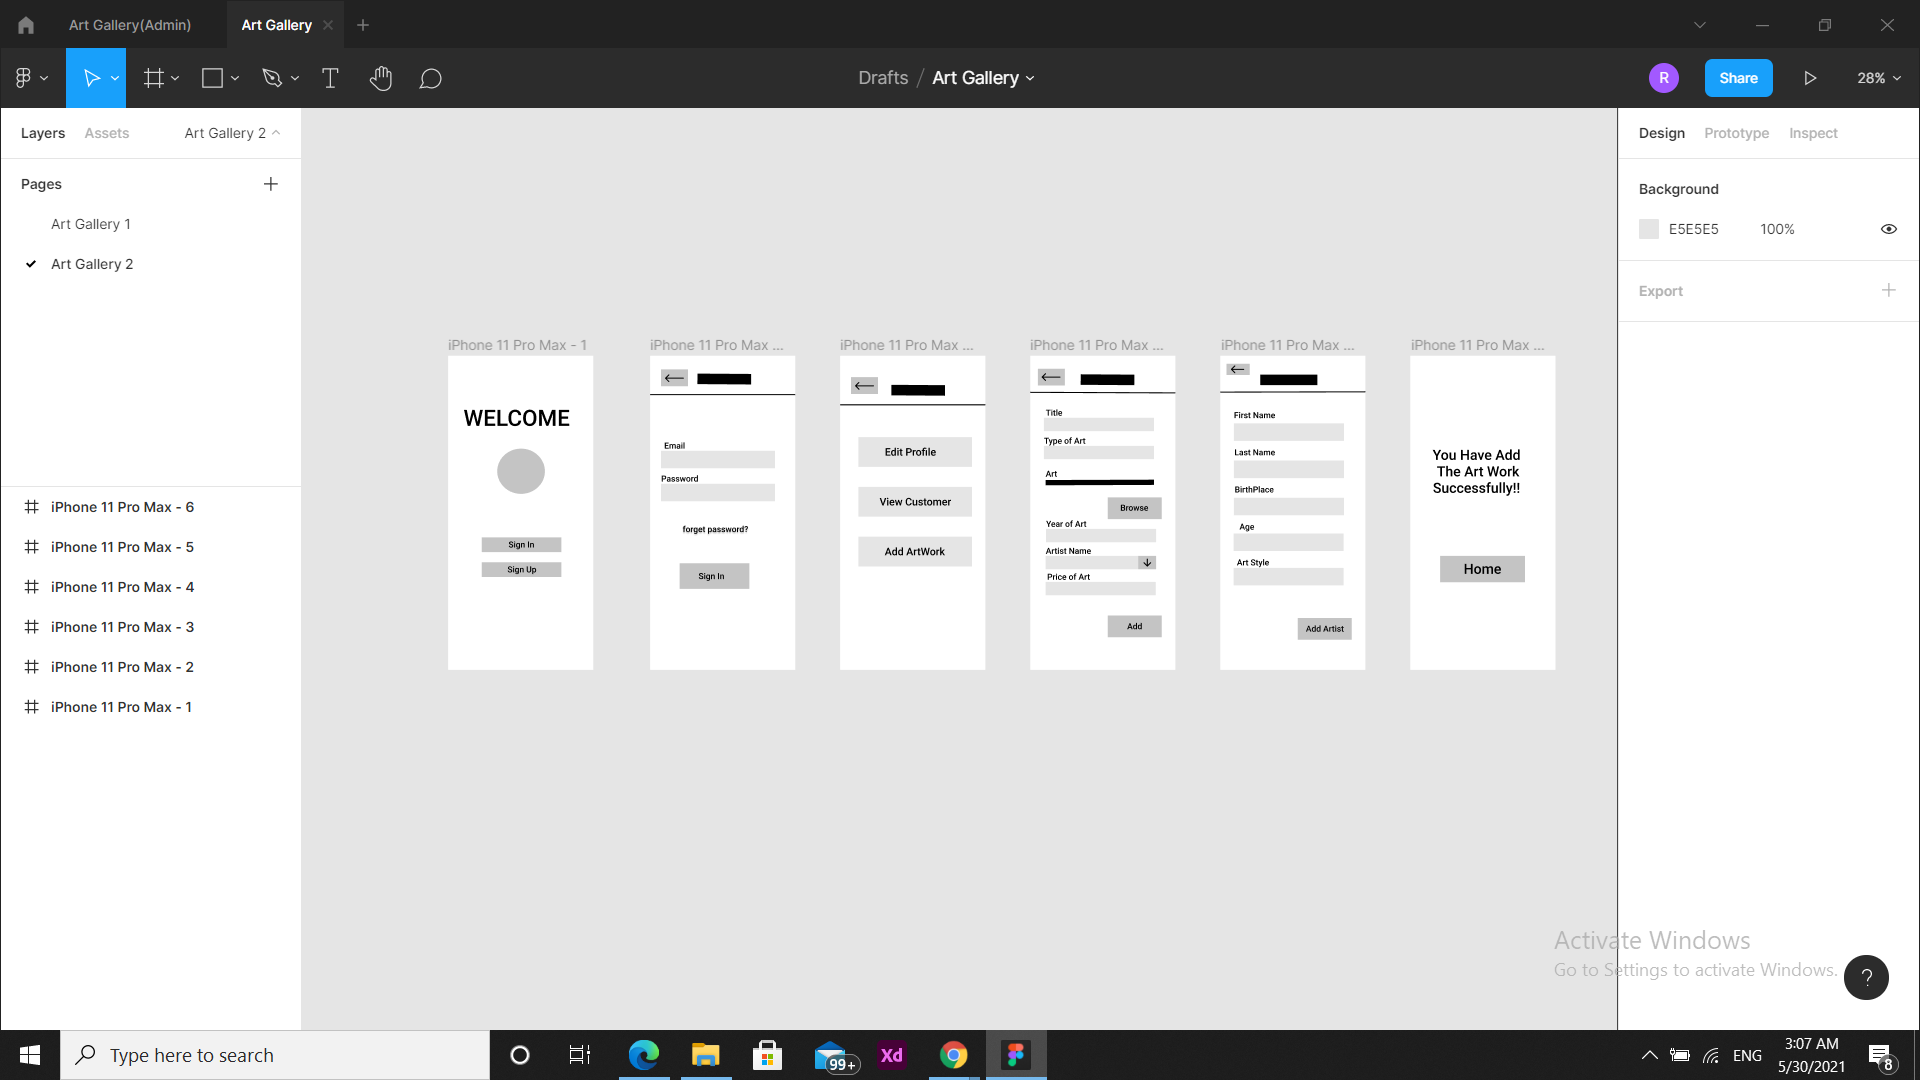 Art Gallery(Admin)
Art Gallery
Drafts / Art Gallery
R
Share
28%
Layers
Assets
Art Gallery 2
Pages
Art Gallery 1
Art Gallery 2
iPhone 11 Pro Max - 6
iPhone 11 Pro Max - 5
iPhone 11 Pro Max - 4
iPhone 11 Pro Max - 3
iPhone 11 Pro Max - 2
iPhone 11 Pro Max - 1
iPhone 11 Pro Max - 1
WELCOME
Sign In
Sign Up
iPhone 11 Pro Max ...
Email
Password
forget password?
Sign In
iPhone 11 Pro Max ...
Edit Profile
View Customer
Add ArtWork
iPhone 11 Pro Max ...
Title
Type of Art
Art
Browse
Year of Art
Artist Name
Price of Art
Add
iPhone 11 Pro Max ...
First Name
Last Name
BirthPlace
Age
Art Style
Add Artist
iPhone 11 Pro Max ...
You Have Add
The Art Work
Successfully!!
Home
Design
Prototype
Inspect
Background
E5E5E5
100%
Export
Activate Windows
Go to Settings to activate Windows.
?
Type here to search
99+
Xd
ENG
3:07 AM
5/30/2021
8